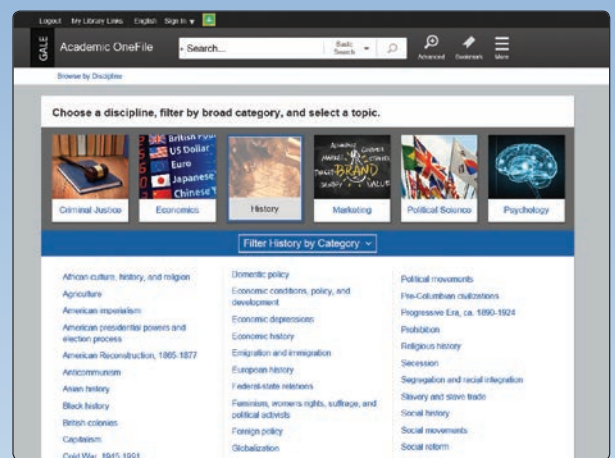 Logout My Library Links English Sign In
GALE
Academic OneFile
Search...
Basic
Search
Advanced
Bookmark
More
Browse by Discipline
Choose a discipline, filter by broad category, and select a topic.
British
US Dollar
Euro
Japanese
Chinese
BRAND
VALUE
Criminal Justice
Economics
History
Marketing
Political Science
Psychology
Filter History by Category
African culture, history, and religion
Agriculture
American imperialism
American presidential powers and
election process
American Reconstruction, 1865-1877
Anticommunism
Asian history
Black history
British colonies
Capitalism
Cold War, 1945-1991
Domestic policy
Economic conditions, policy, and
development
Economic depressions
Economic history
Emigration and immigration
European history
Federal-state relations
Feminism, womens rights, suffrage, and
political activists
Foreign policy
Globalization
Political movements
Pre-Columbian civilizations
Progressive Era, ca. 1890-1924
Prohibition
Religious history
Secession
Segregation and racial integration
Slavery and slave trade
Social history
Social movements
Social reform